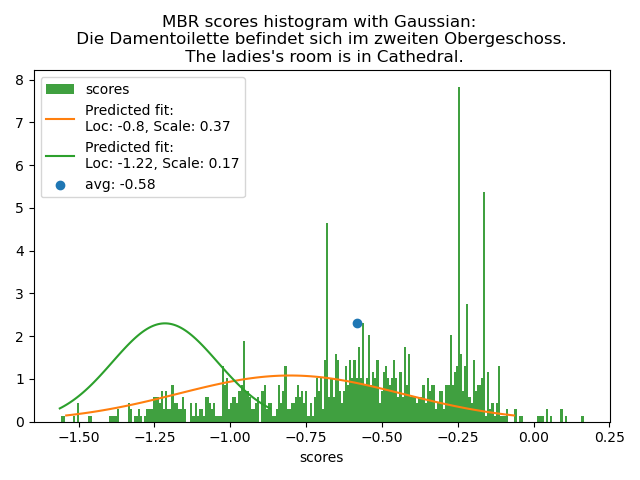 MBR scores histogram with Gaussian:
Die Damentoilette befindet sich im zweiten Obergeschoss.
The ladies's room is in Cathedral.
scores
Predicted fit:
Loc: -0.8, Scale: 0.37
Predicted fit:
Loc: -1.22, Scale: 0.17
avg: -0.58
8
7
6
5
4
3
2
1
0
−1.50 −1.25 −1.00 −0.75 −0.50 −0.25 0.00 0.25
scores